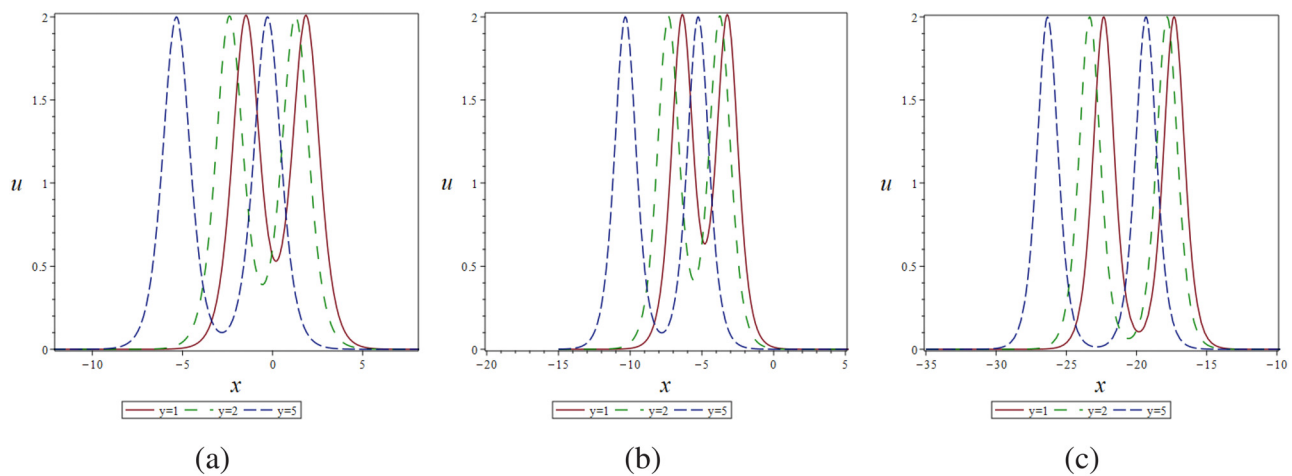 2 2 2
1.5 1.5 1.5
u 1 u 1 u 1
0.5 0.5 0.5
0 0 0
−10 −5 0 5 −20 −15 −10 −5 0 5 −35 −30 −25 −20 −15 −10
x x x
y=1 y=2 y=5 y=1 y=2 y=5 y=1 y=2 y=5
(a) (b) (c)